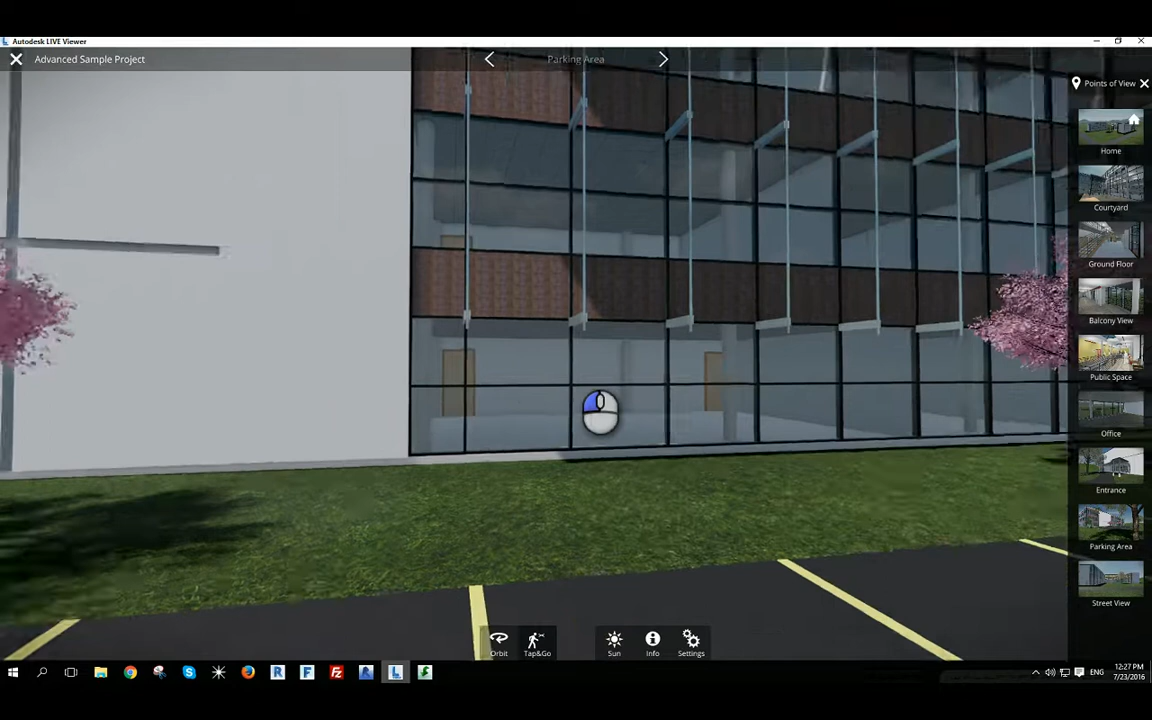 Autodesk LIVE Viewer
Advanced Sample Project
Parking Area
Points of View
Home
Courtyard
Ground Floor
Balcony View
Public Space
Office
Entrance
Parking Area
Street View
Orbit
Tap&Go
Sun
Info
Settings
ENG
12:27 PM
7/23/2016